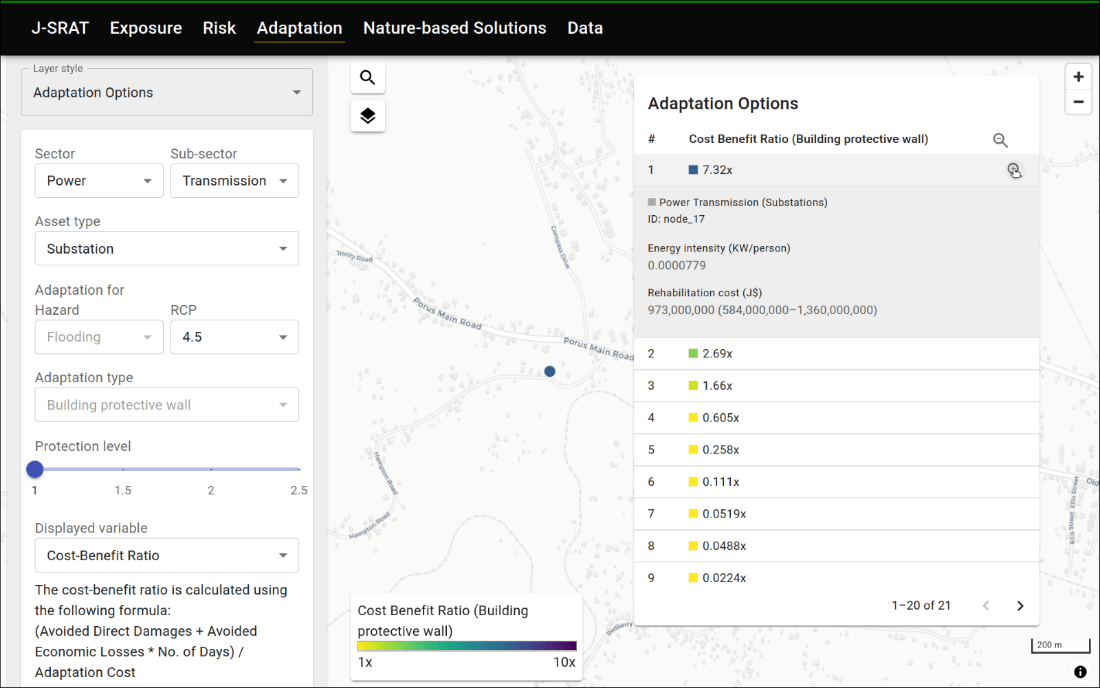 J-SRAT Exposure Risk Adaptation Nature-based Solutions Data
Layer style
Adaptation Options
Sector Sub-sector
Power Transmission
Asset type
Substation
Adaptation for
Hazard RCP
Flooding 4.5
Adaptation type
Building protective wall
Protection level
1 1.5 2 2.5
Displayed variable
Cost-Benefit Ratio
The cost-benefit ratio is calculated using
the following formula:
(Avoided Direct Damages + Avoided
Economic Losses * No. of Days) /
Adaptation Cost
Trinity Road
Compass Drive
Porus Main Road
Porus Main Road
Hampton Road
Hampton Road
Cost Benefit Ratio (Building
protective wall)
1x 10x
Adaptation Options
# Cost Benefit Ratio (Building protective wall)
1 7.32x
Power Transmission (Substations)
ID: node_17
Energy intensity (KW/person)
0.0000779
Rehabilitation cost (J$)
973,000,000 (584,000,000–1,360,000,000)
2 2.69x
3 1.66x
4 0.605x
5 0.258x
6 0.111x
7 0.0519x
8 0.0488x
9 0.0224x
1–20 of 21
+
−
Old
Ellis Street
Ellis Street
200 m